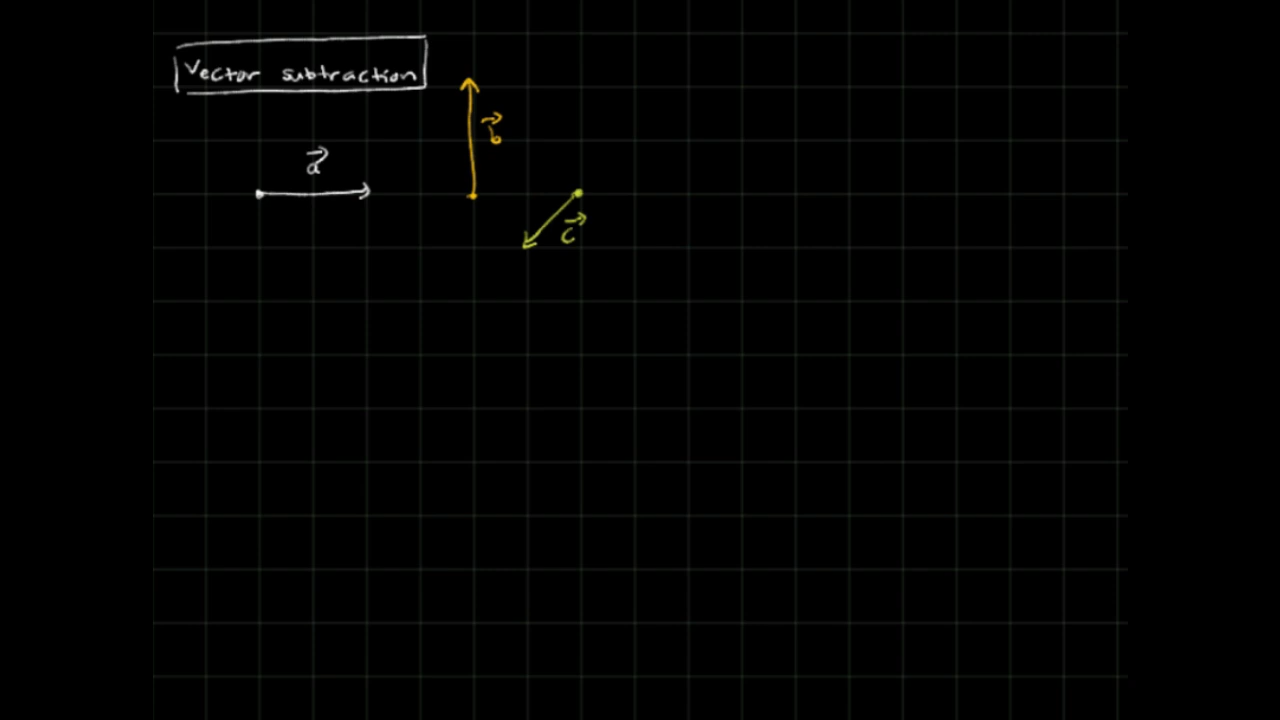 Vector subtraction
a⃗
b⃗
c⃗